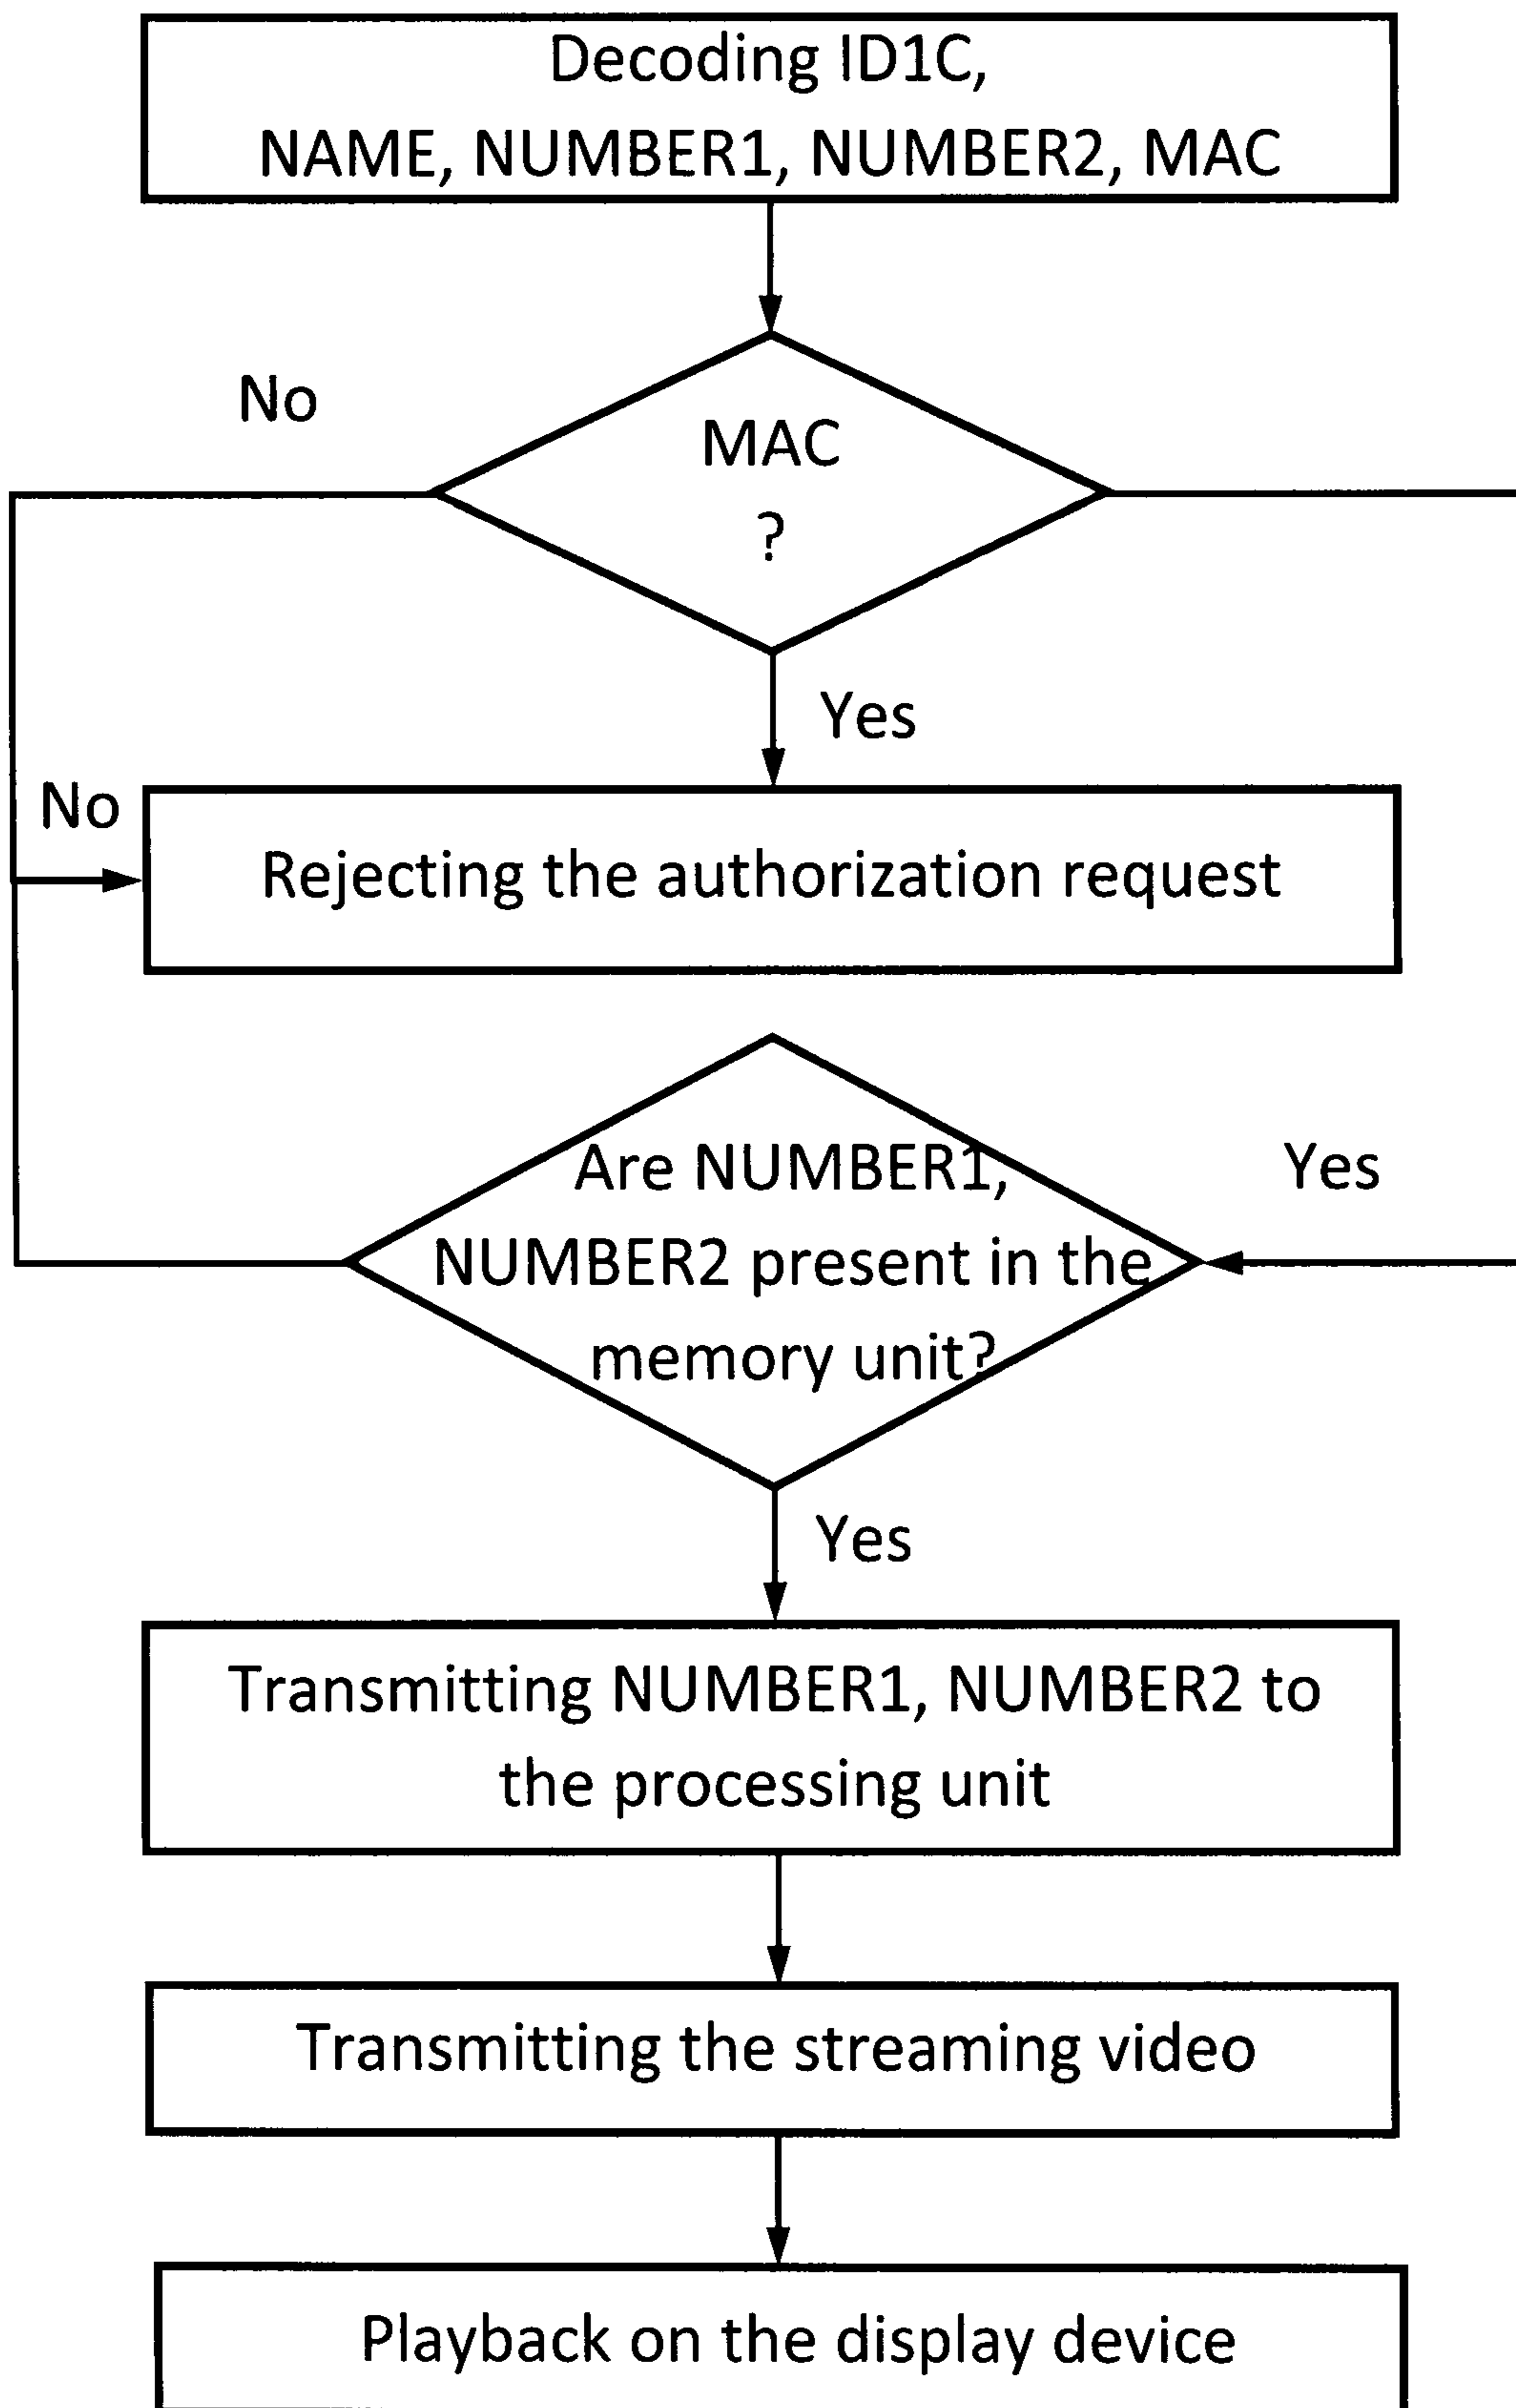 Decoding ID1C,
NAME, NUMBER1, NUMBER2, MAC
No
MAC
?
Yes
No
Rejecting the authorization request
Are NUMBER1,
NUMBER2 present in the
memory unit?
Yes
Yes
Transmitting NUMBER1, NUMBER2 to
the processing unit
Transmitting the streaming video
Playback on the display device